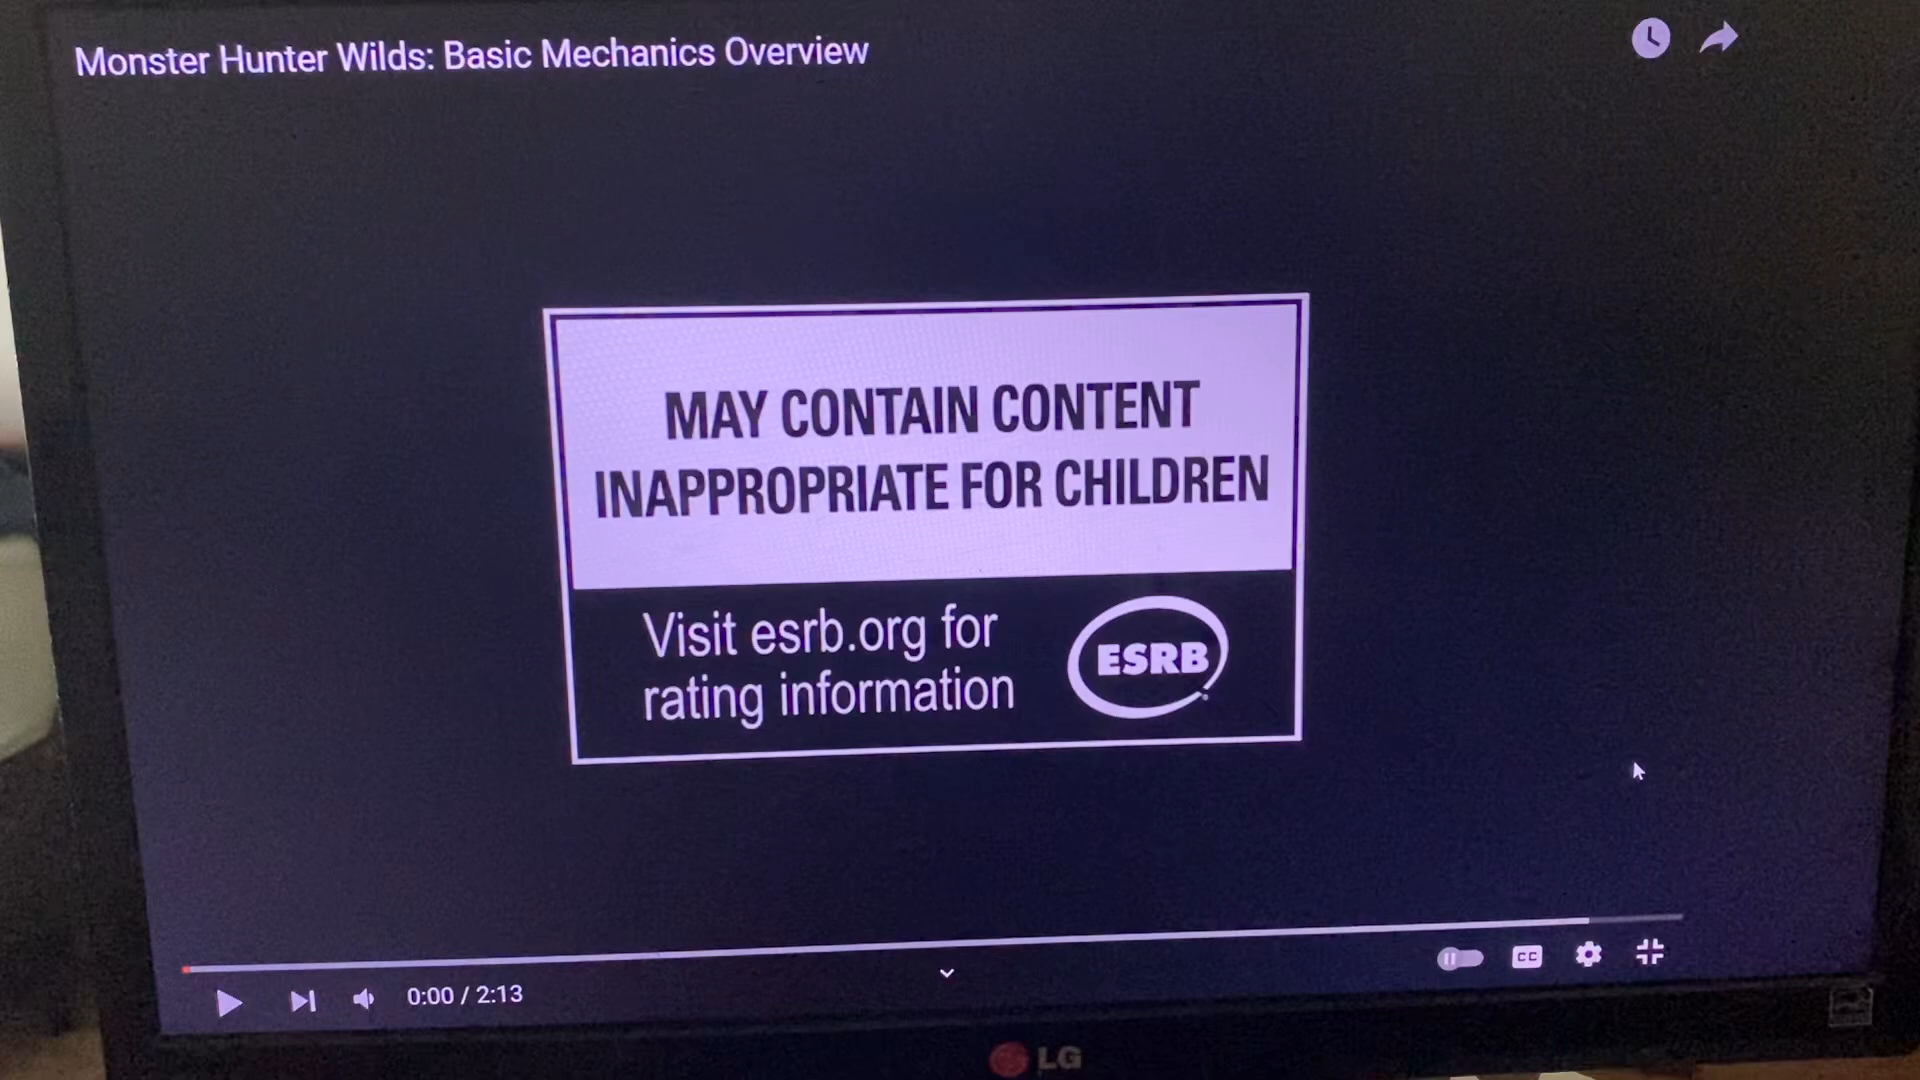 Monster Hunter Wilds: Basic Mechanics Overview
MAY CONTAIN CONTENT
INAPPROPRIATE FOR CHILDREN
Visit esrb.org for
rating information
ESRB
0:00 / 2:13
CC
LG